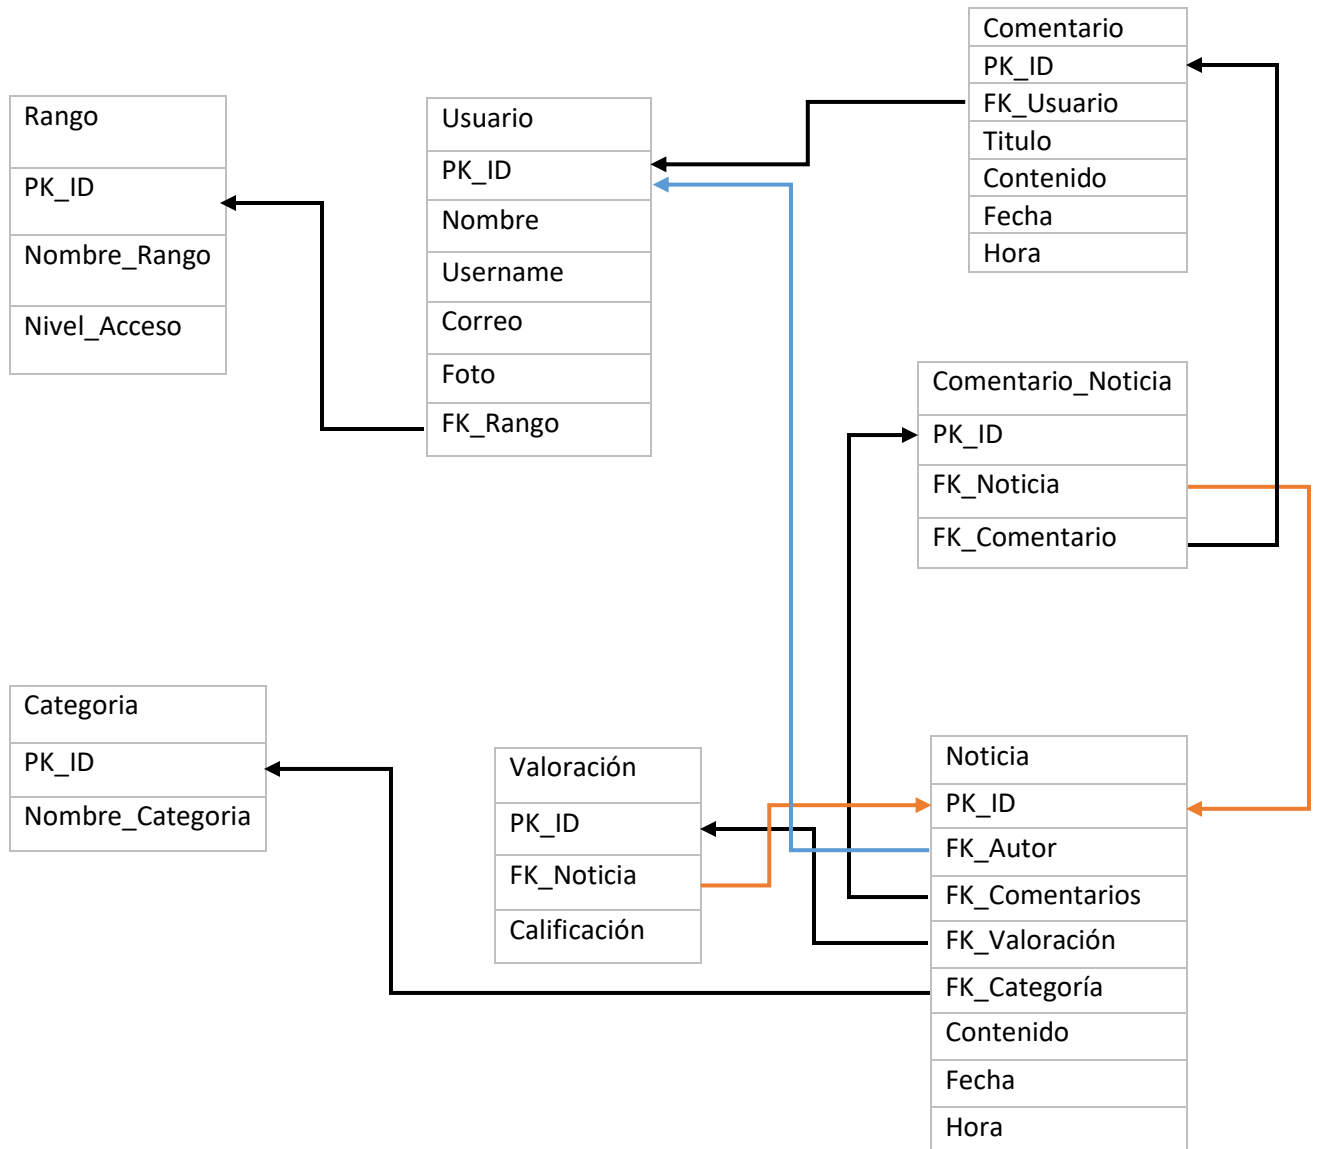 Comentario
PK_ID
FK_Usuario
Titulo
Contenido
Fecha
Hora
Rango
PK_ID
Nombre_Rango
Nivel_Acceso
Usuario
PK_ID
Nombre
Username
Correo
Foto
FK_Rango
Comentario_Noticia
PK_ID
FK_Noticia
FK_Comentario
Categoria
PK_ID
Nombre_Categoria
Valoración
PK_ID
FK_Noticia
Calificación
Noticia
PK_ID
FK_Autor
FK_Comentarios
FK_Valoración
FK_Categoría
Contenido
Fecha
Hora